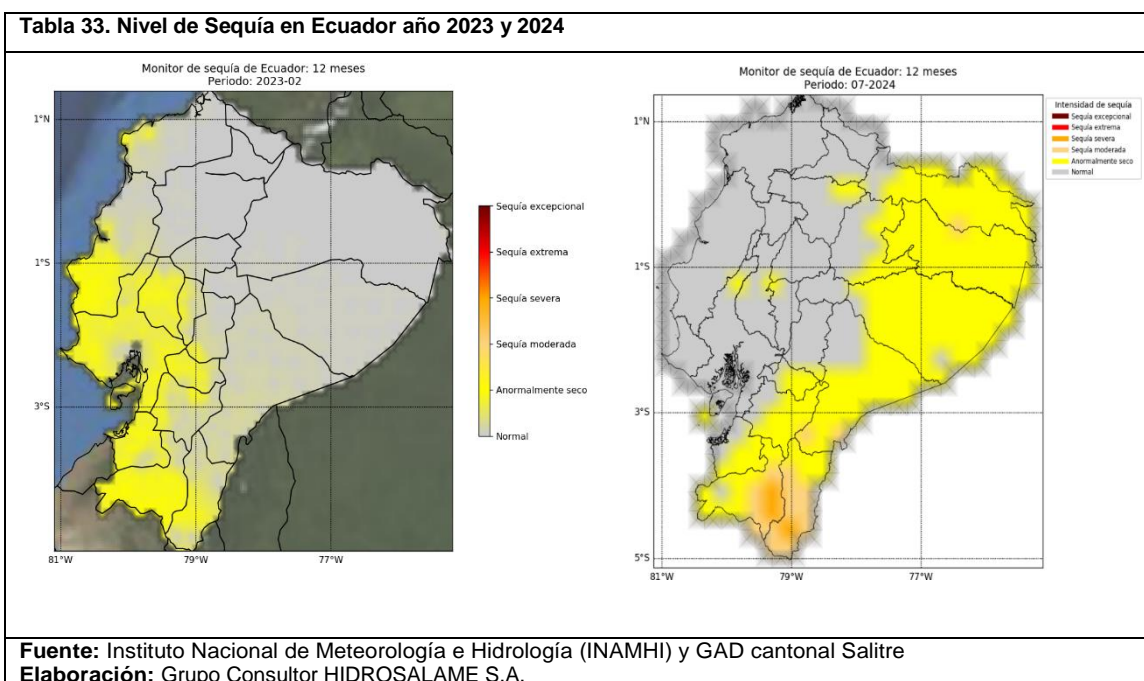 Tabla 33. Nivel de Sequía en Ecuador año 2023 y 2024
Monitor de sequía de Ecuador: 12 meses
Periodo: 2023-02
1°N
1°S
3°S
81°W
79°W
77°W
Sequía excepcional
Sequía extrema
Sequía severa
Sequía moderada
Anormalmente seco
Normal
Monitor de sequía de Ecuador: 12 meses
Periodo: 07-2024
1°N
1°S
3°S
5°S
81°W
79°W
77°W
Intensidad de sequía
Sequía excepcional
Sequía extrema
Sequía severa
Sequía moderada
Anormalmente seco
Normal
Fuente: Instituto Nacional de Meteorología e Hidrología (INAMHI) y GAD cantonal Salitre
Elaboración: Grupo Consultor HIDROSALAME S.A.